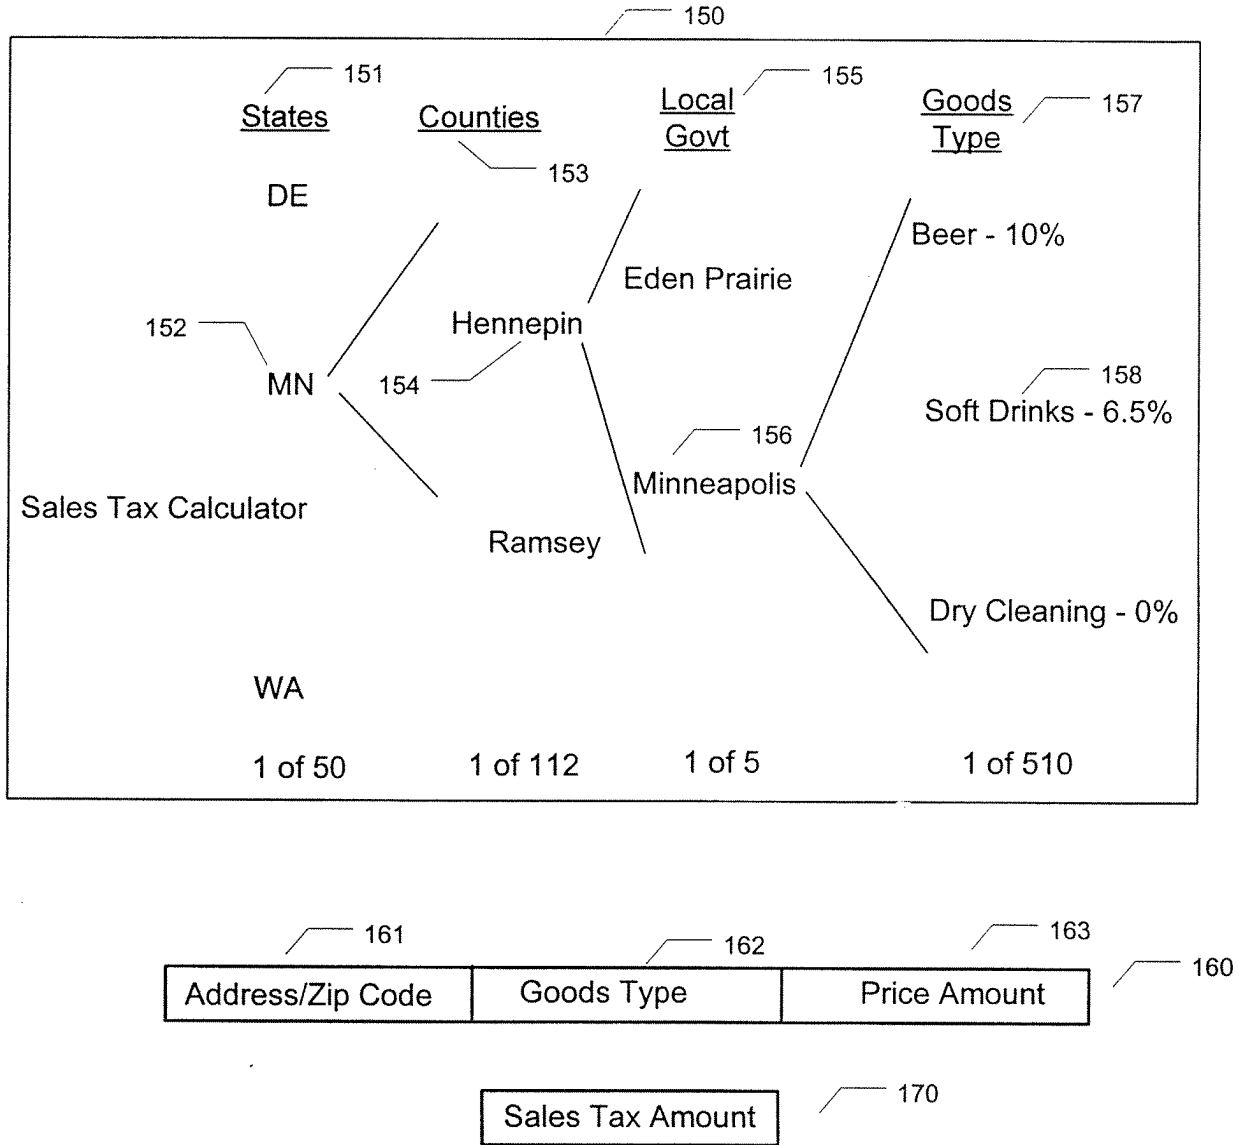 150
151
155
States
Counties
Local
Govt
Goods
Type
157
153
DE
Beer - 10%
Eden Prairie
152
Hennepin
154
MN
158
Soft Drinks - 6.5%
156
Minneapolis
Sales Tax Calculator
Ramsey
Dry Cleaning - 0%
WA
1 of 50
1 of 112
1 of 5
1 of 510
161
162
163
160
Address/Zip Code
Goods Type
Price Amount
170
Sales Tax Amount